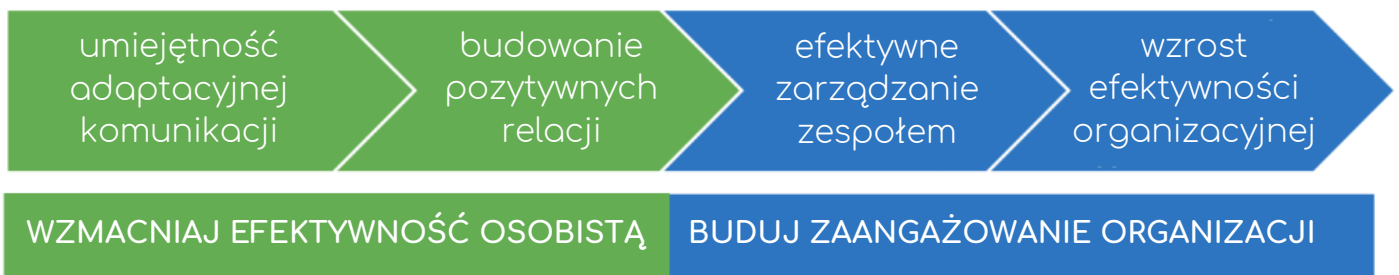 umiejętność
adaptacyjnej
komunikacji
budowanie
pozytywnych
relacji
efektywne
zarządzanie
zespołem
wzrost
efektywności
organizacyjnej
WZMACNIAJ EFEKTYWNOŚĆ OSOBISTĄ
BUDUJ ZAANGAŻOWANIE ORGANIZACJI